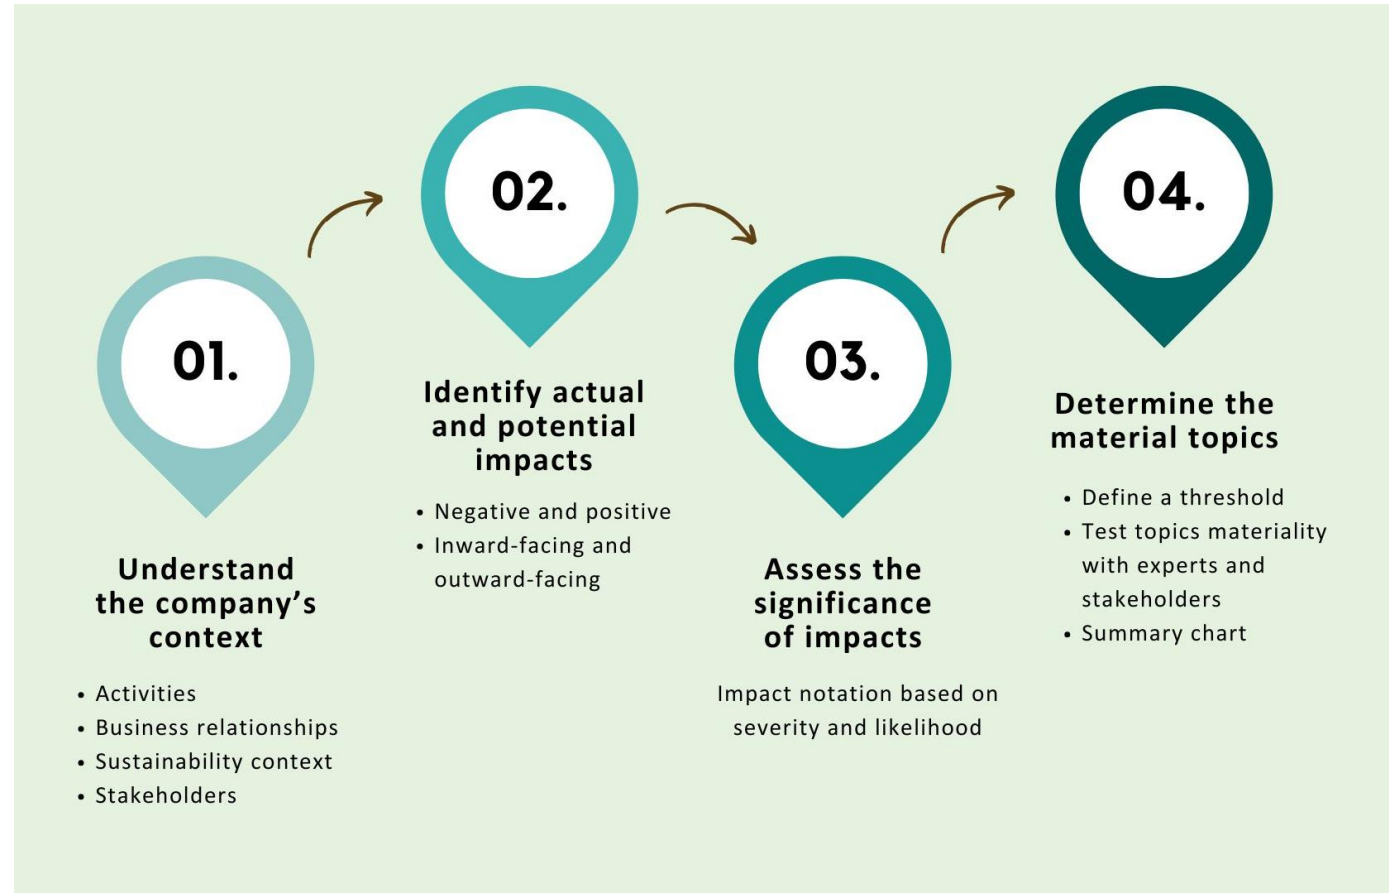 01.
Understand
the company’s
context
• Activities
• Business relationships
• Sustainability context
• Stakeholders
02.
Identify actual
and potential
impacts
• Negative and positive
• Inward-facing and
outward-facing
03.
Assess the
significance
of impacts
Impact notation based on
severity and likelihood
04.
Determine the
material topics
• Define a threshold
• Test topics materiality
with experts and
stakeholders
• Summary chart